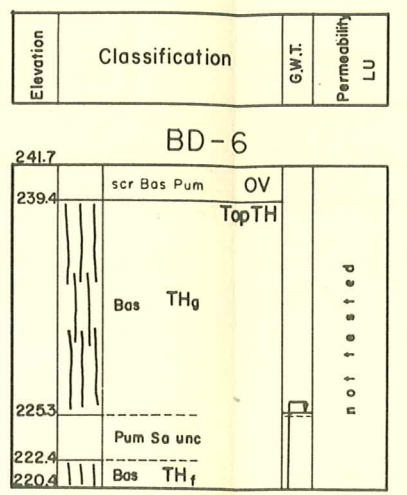 Elevation
Classification
G.W.T.
Permeability
LU
BD-6
241.7
scr Bas Pum OV
239.4
TopTH
Bas THg
not tested
225.3
Pum Sa unc
222.4
Bas THf
220.4